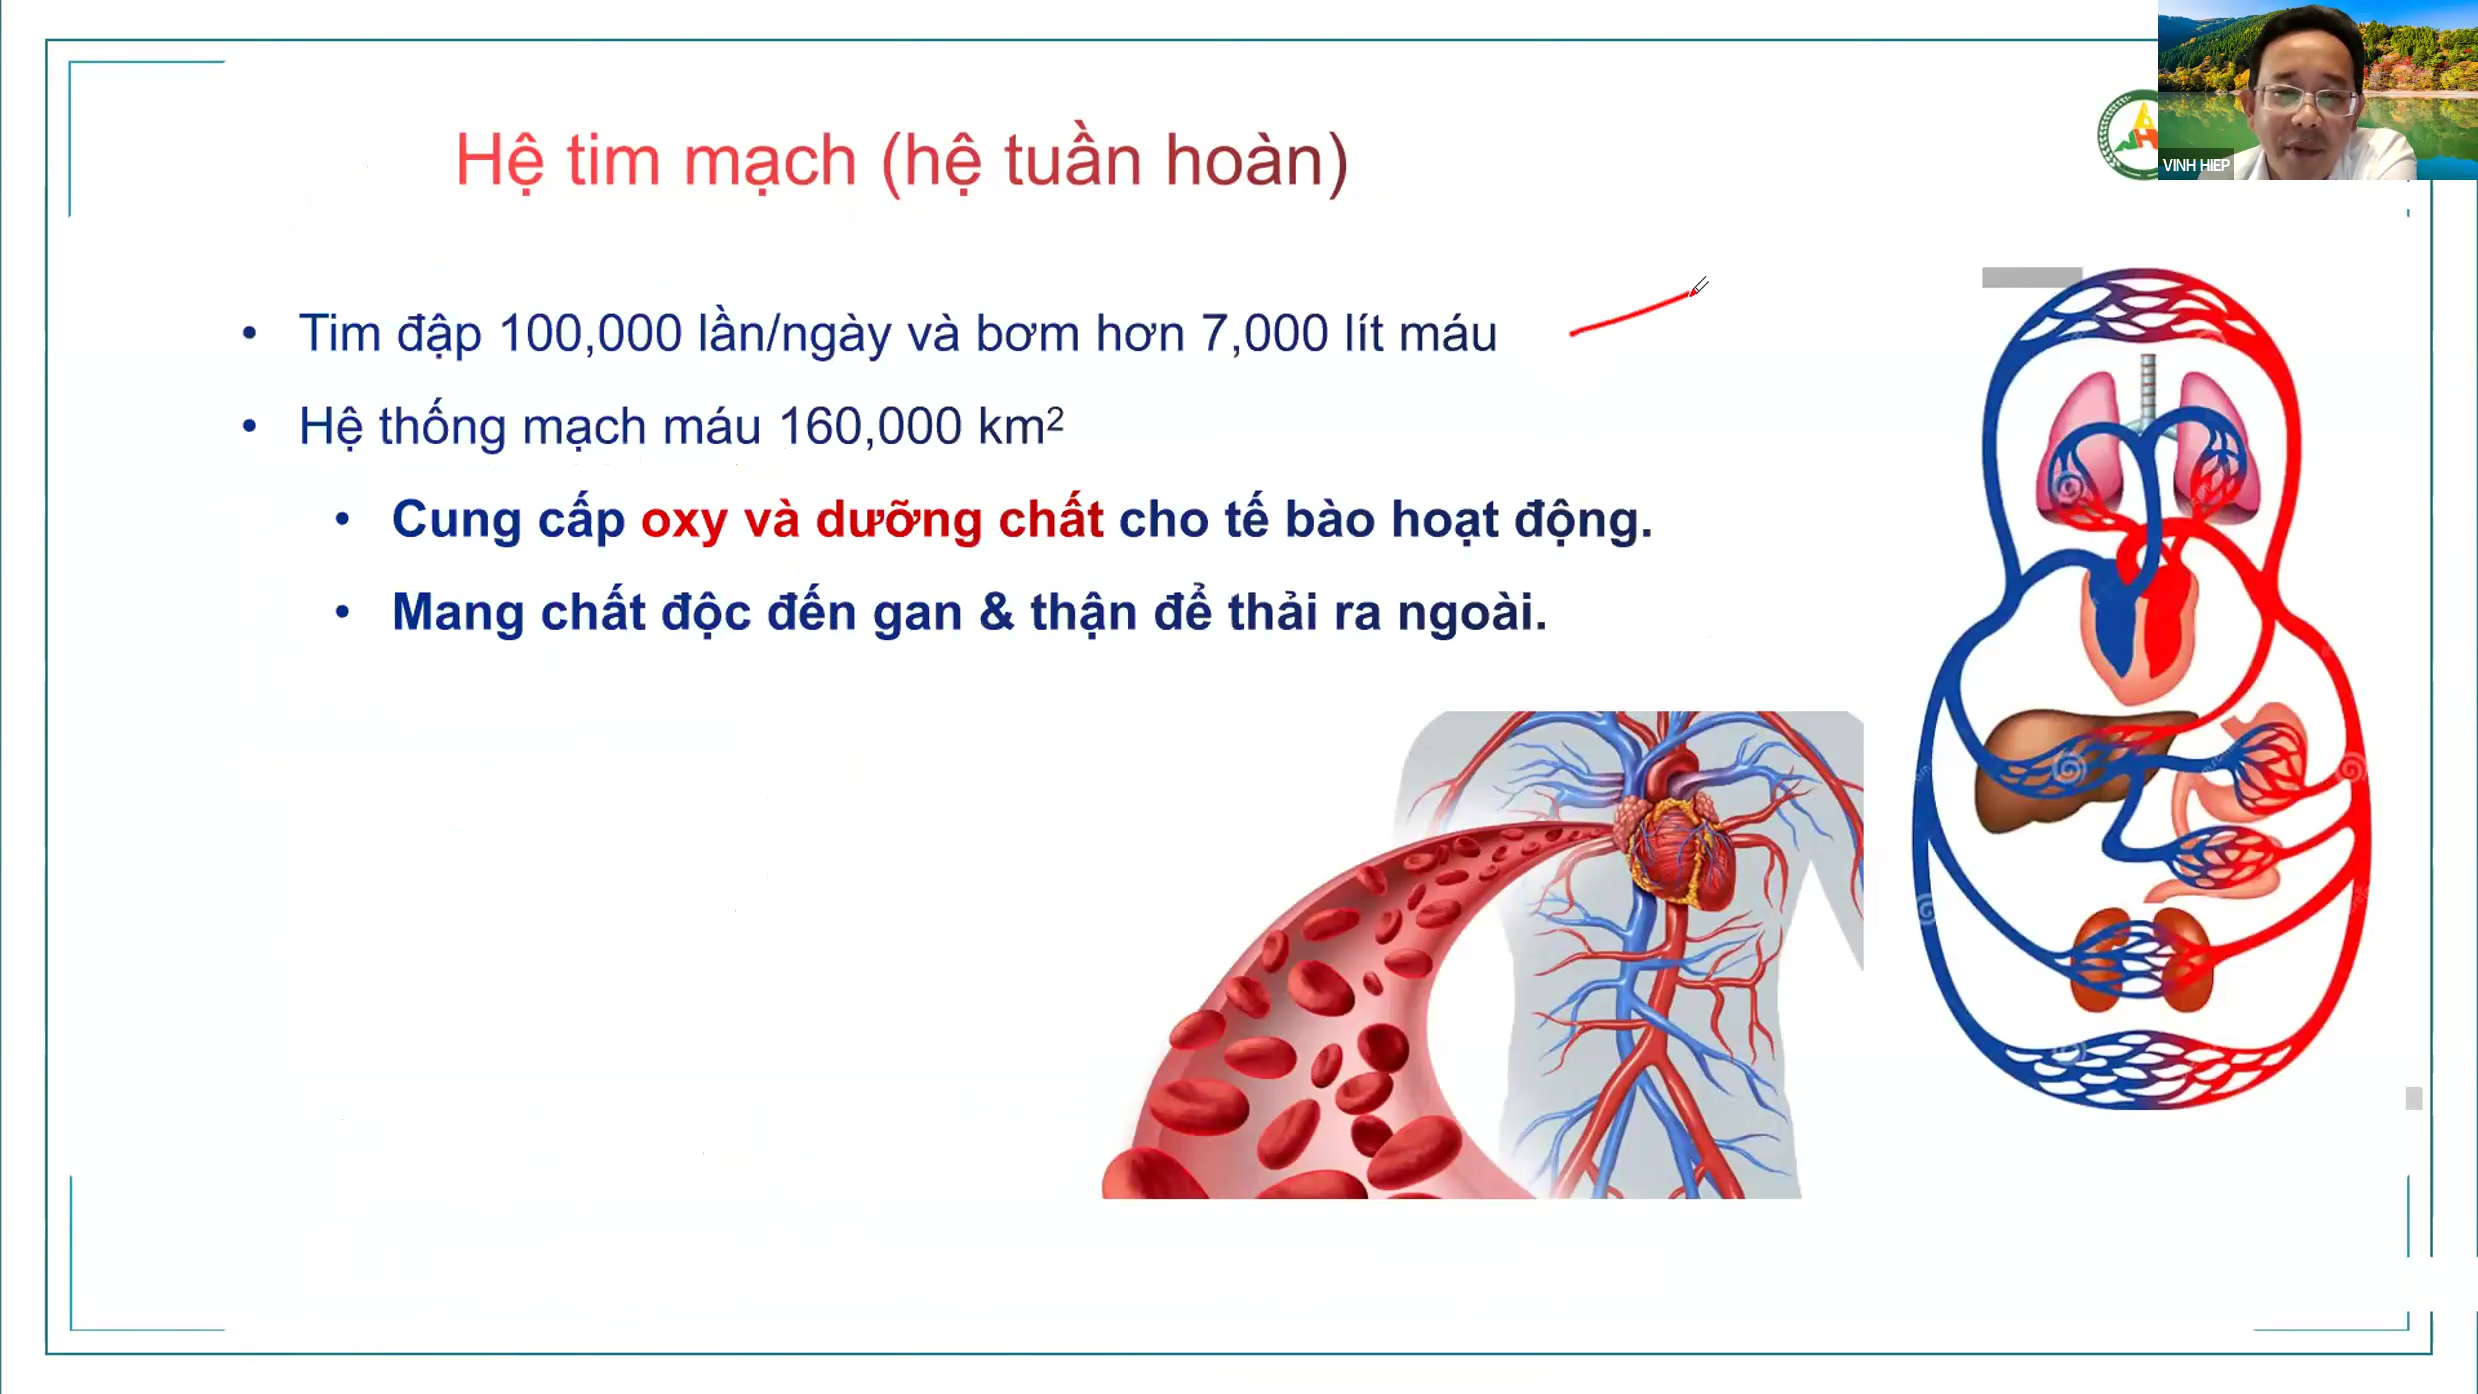 Hệ tim mạch (hệ tuần hoàn)
VINH HIEP
• Tim đập 100,000 lần/ngày và bơm hơn 7,000 lít máu
• Hệ thống mạch máu 160,000 km²
• Cung cấp oxy và dưỡng chất cho tế bào hoạt động.
• Mang chất độc đến gan & thận để thải ra ngoài.